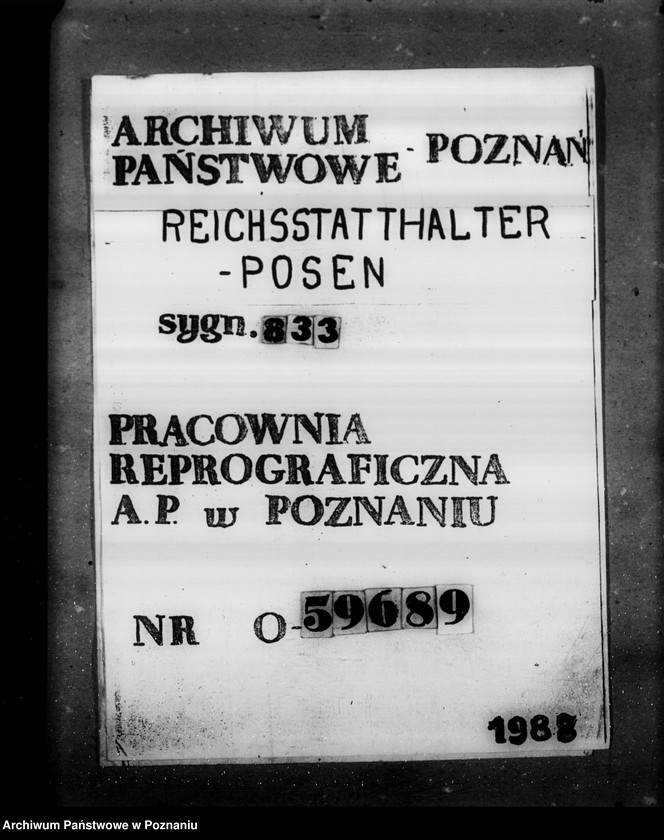 ARCHIWUM
PAŃSTWOWE - POZNAŃ
REICHSSTATTHALTER
-POSEN
sygn. 833
PRACOWNIA
REPROGRAFICZNA
A.P. w POZNANIU
NR O-59689
1988
Archiwum Państwowe w Poznaniu